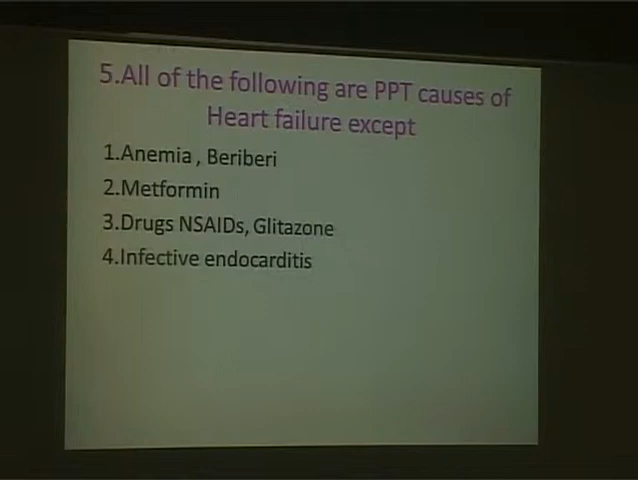 5.All of the following are PPT causes of
Heart failure except
1.Anemia , Beriberi
2.Metformin
3.Drugs NSAIDs, Glitazone
4.Infective endocarditis